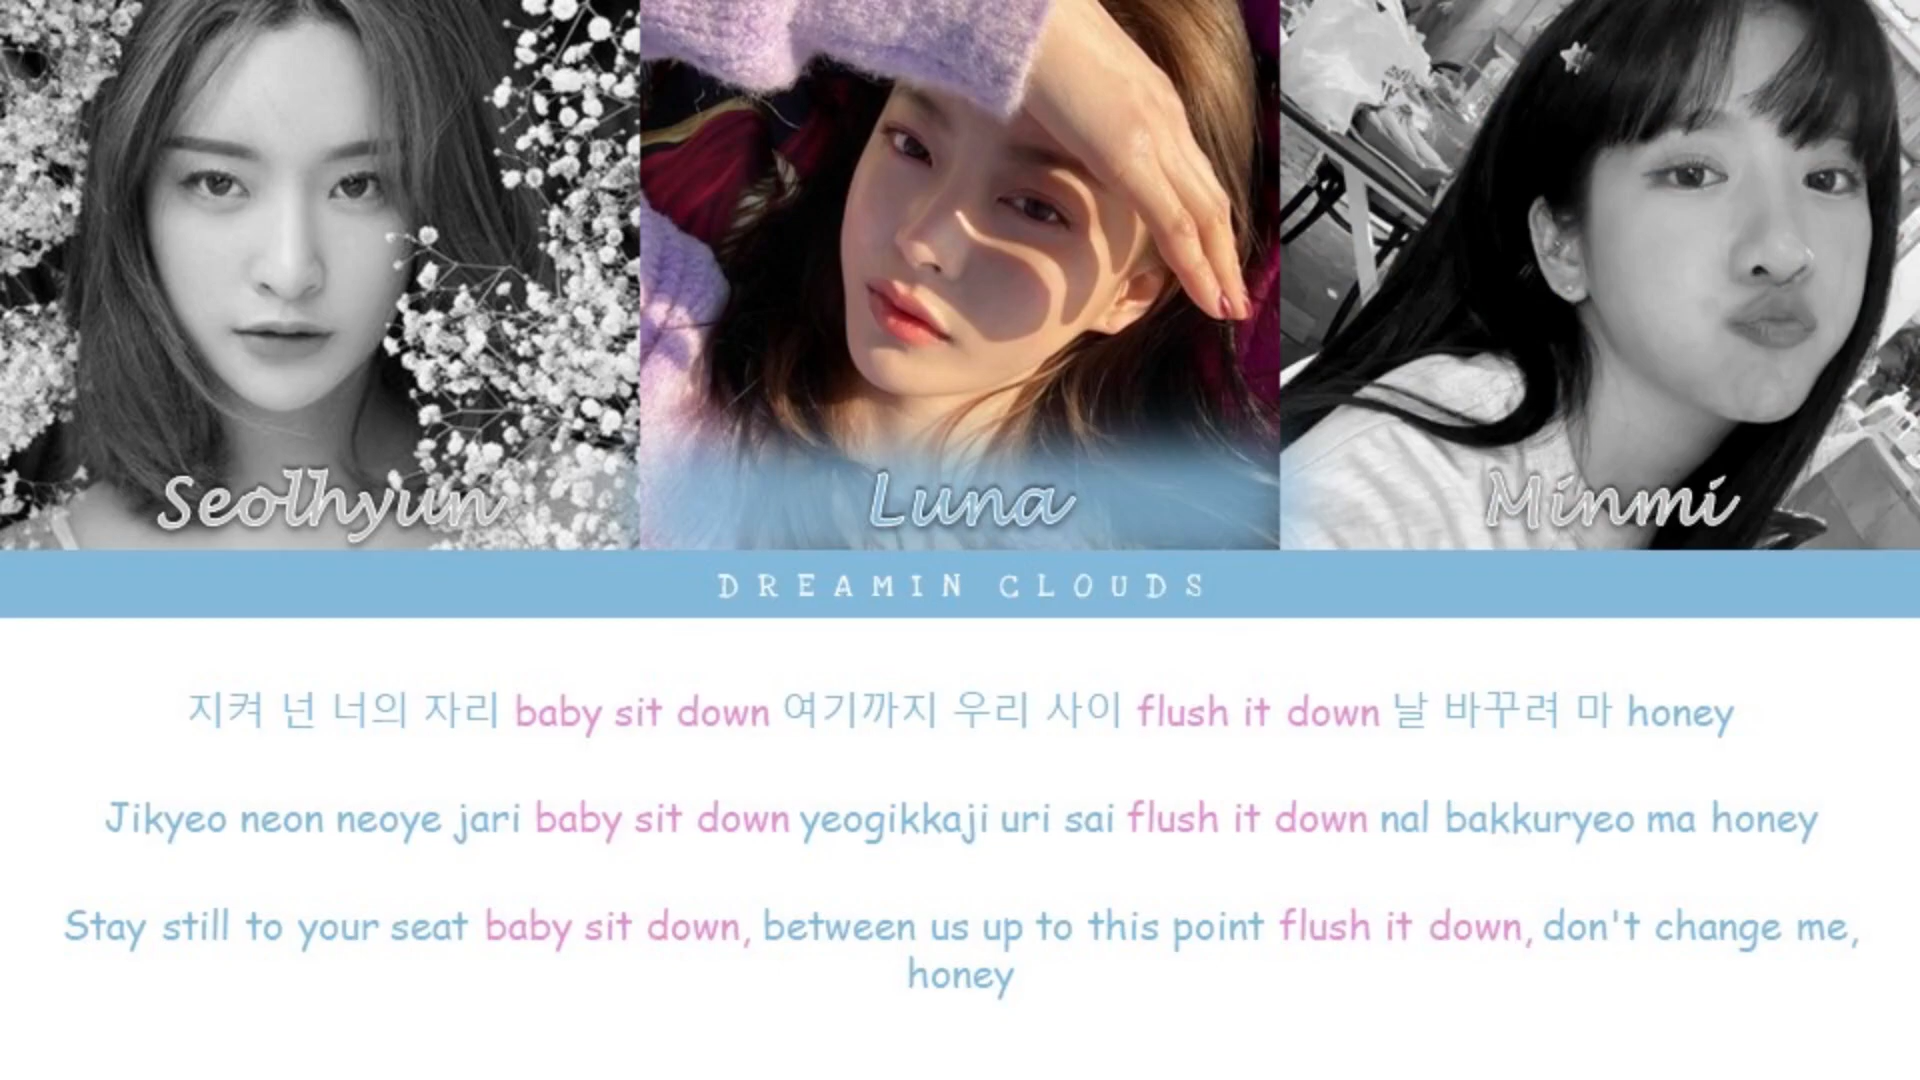 Seolhyun
Luna
Minmi
DREAMIN CLOUDS
지켜 넌 너의 자리 baby sit down 여기까지 우리 사이 flush it down 날 바꾸려 마 honey
Jikyeo neon neoye jari baby sit down yeogikkaji uri sai flush it down nal bakkuryeo ma honey
Stay still to your seat baby sit down, between us up to this point flush it down, don't change me,
honey